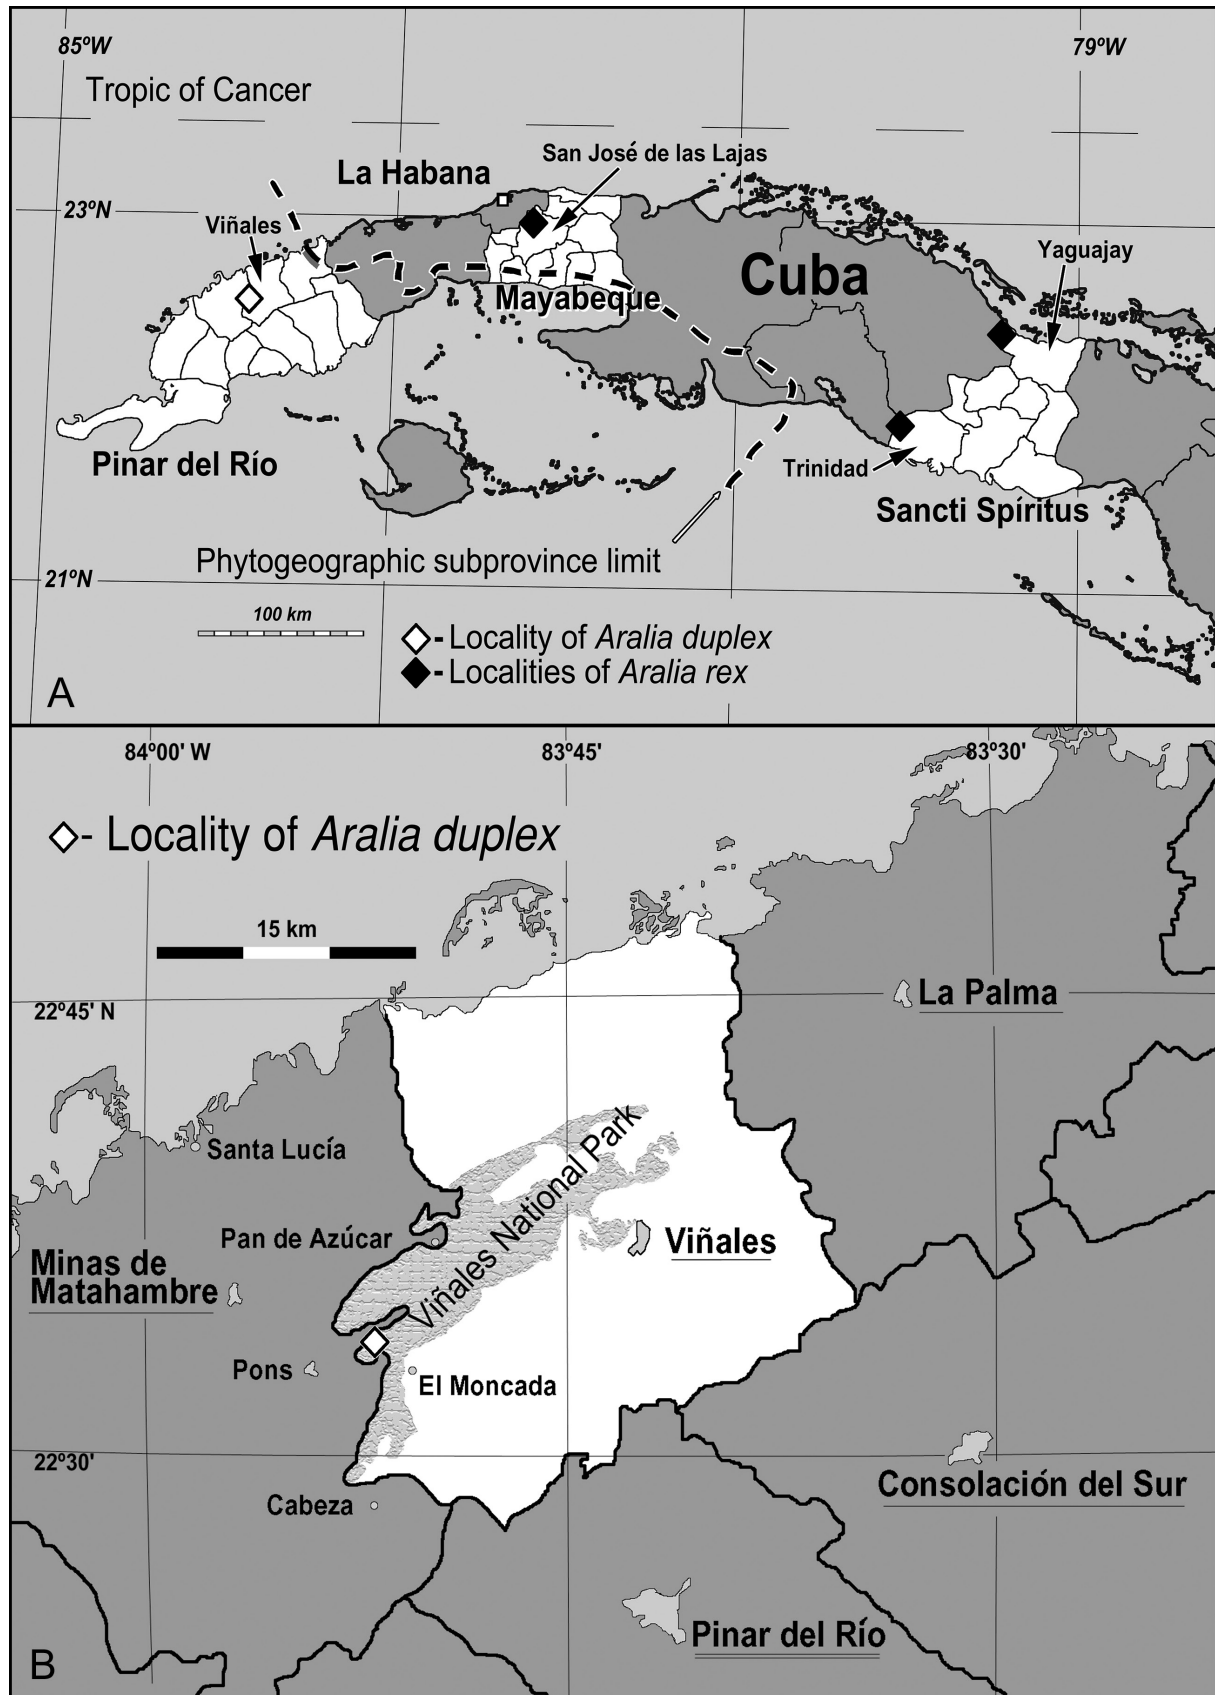 85ºW
79ºW
Tropic of Cancer
San José de las Lajas
La Habana
23ºN
Viñales
Yaguajay
Cuba
Mayabeque
Pinar del Río
Trinidad
Sancti Spíritus
Phytogeographic subprovince limit
21ºN
100 km
- Locality of Aralia duplex
- Localities of Aralia rex
A
84º00' W
83º45'
83º30'
- Locality of Aralia duplex
15 km
La Palma
22º45' N
Santa Lucía
Viñales National Park
Pan de Azúcar
Viñales
Minas de
Matahambre
Pons
El Moncada
22º30'
Consolación del Sur
Cabeza
Pinar del Río
B